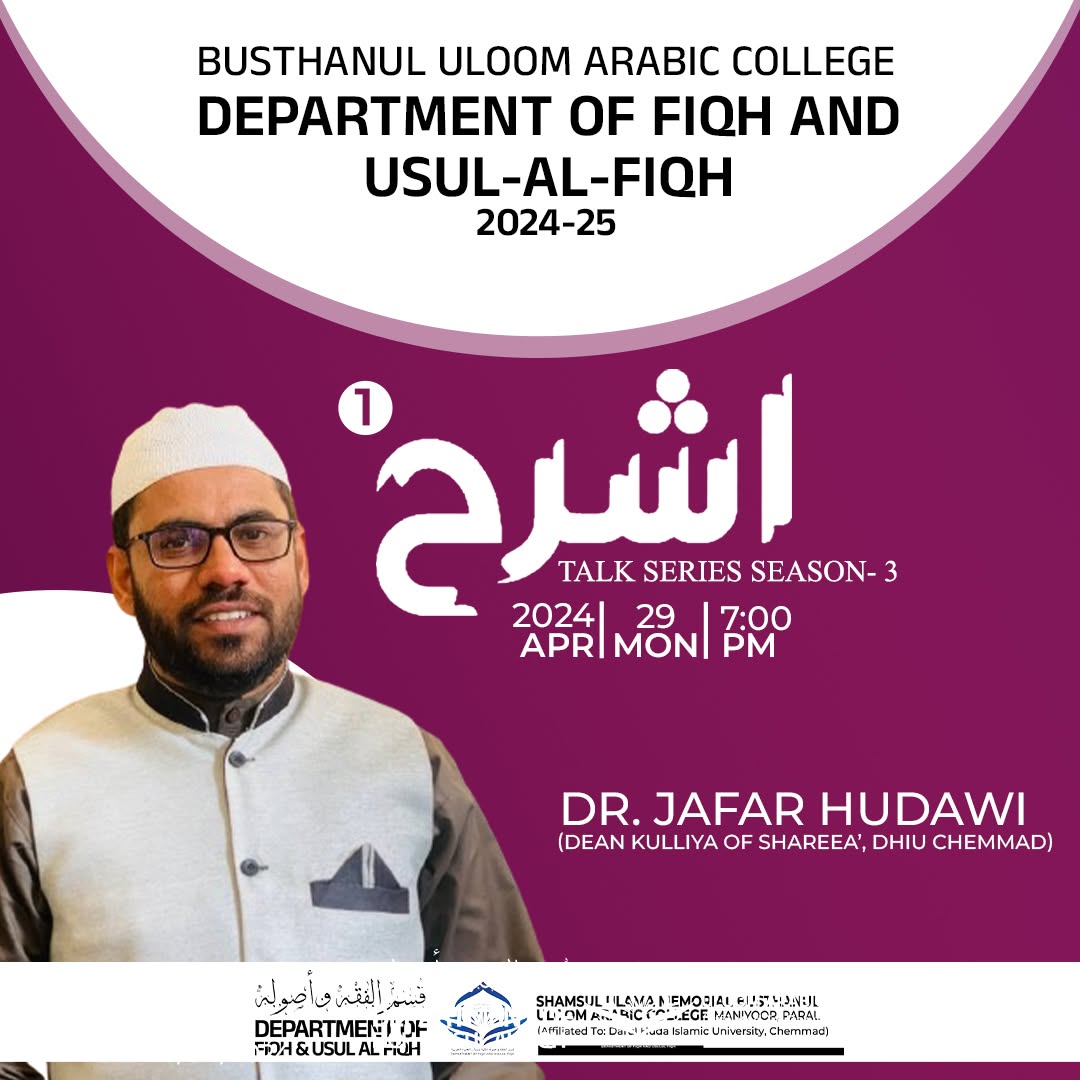 BUSTHANUL ULOOM ARABIC COLLEGE
DEPARTMENT OF FIQH AND
USUL-AL-FIQH
2024-25
1
اشرح
TALK SERIES SEASON- 3
2024 | 29 | 7:00
APR | MON | PM
DR. JAFAR HUDAWI
(DEAN KULLIYA OF SHAREEA', DHIU CHEMMAD)
قسم الفقه وأصوله
DEPARTMENT OF
FIQH & USUL AL FIQH
SHAMSUL ULAMA MEMORIAL BUSTHANUL
ULOOM ARABIC COLLEGE MANIYOOR, PARAL
(Affiliated To: Darul Huda Islamic University, Chemmad)